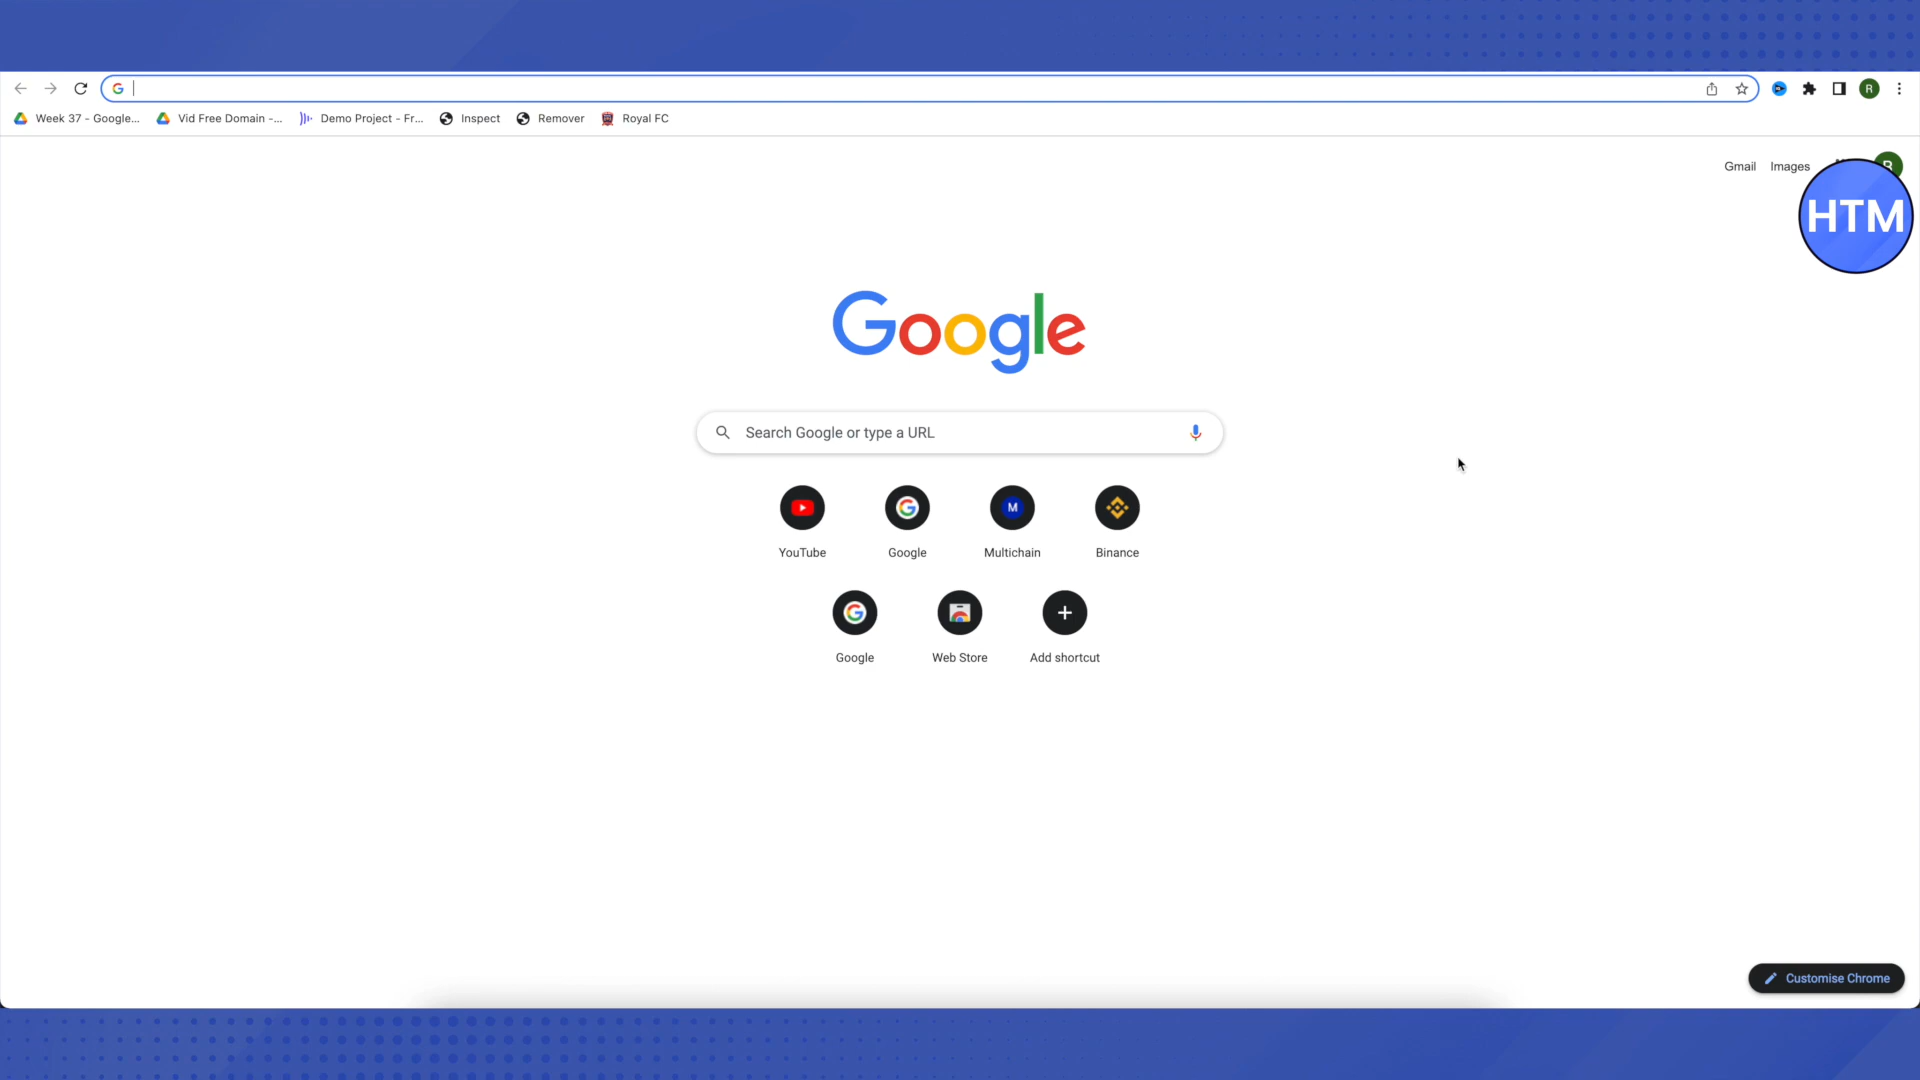 Week 37 - Google...
Vid Free Domain -...
Demo Project - Fr...
Inspect
Remover
Royal FC
R
Gmail
Images
HTM
Google
Search Google or type a URL
M
YouTube
Google
Multichain
Binance
Google
Web Store
Add shortcut
Customise Chrome